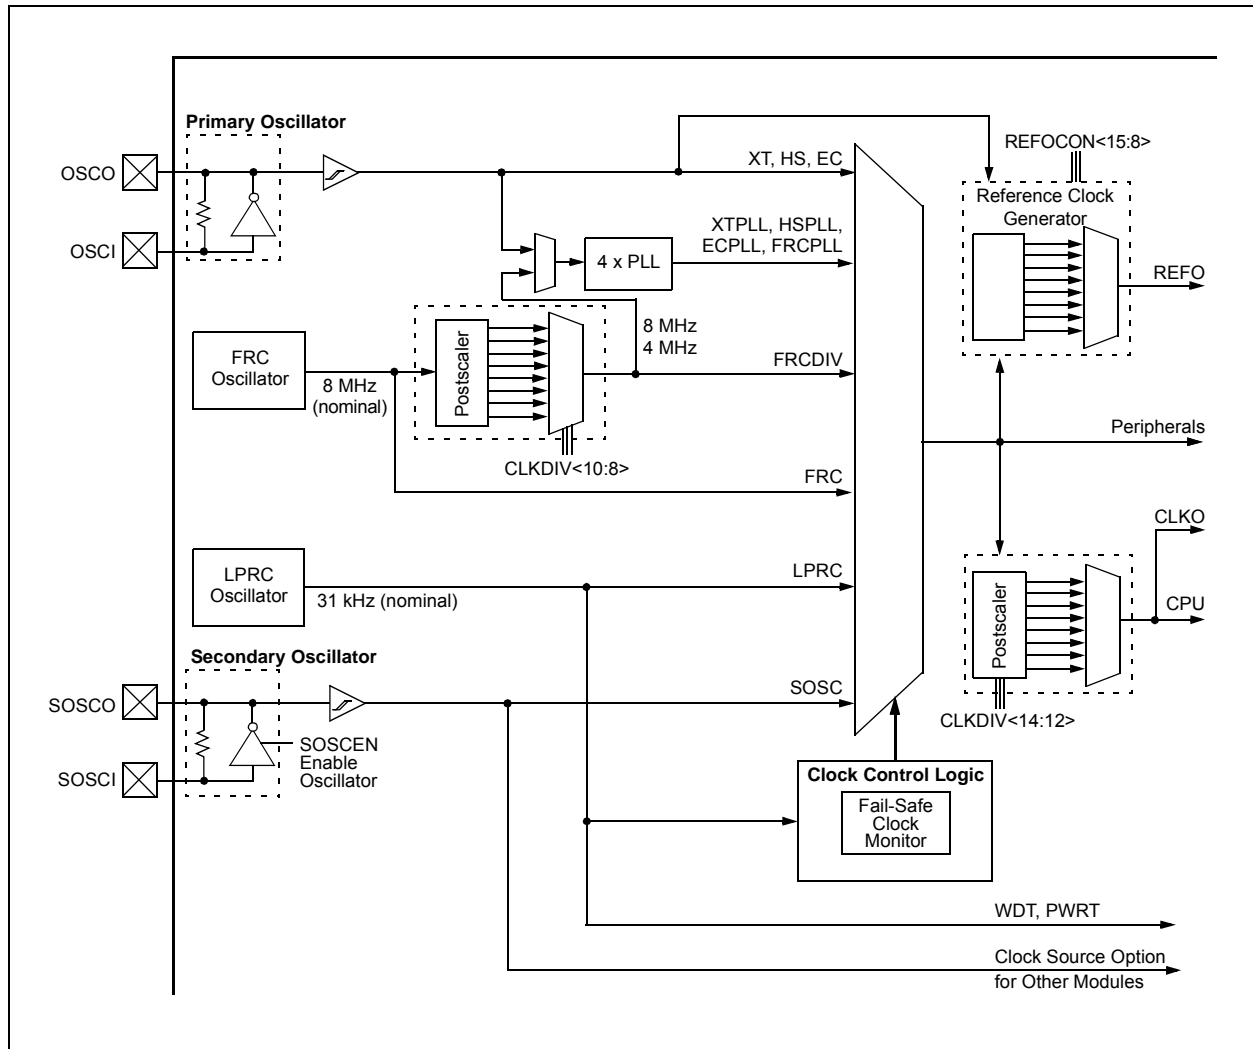 Primary Oscillator
OSCO
OSCI
XT, HS, EC
REFOCON<15:8>
Reference Clock
Generator
REFO
XTPLL, HSPLL,
ECPLL, FRCPLL
4 x PLL
8 MHz
4 MHz
FRC
Oscillator
8 MHz
(nominal)
Postscaler
CLKDIV<10:8>
FRCDIV
Peripherals
FRC
CLKO
CPU
LPRC
Oscillator
31 kHz (nominal)
LPRC
Postscaler
CLKDIV<14:12>
Secondary Oscillator
SOSCO
SOSCI
SOSCEN
Enable
Oscillator
SOSC
Clock Control Logic
Fail-Safe
Clock
Monitor
WDT, PWRT
Clock Source Option
for Other Modules